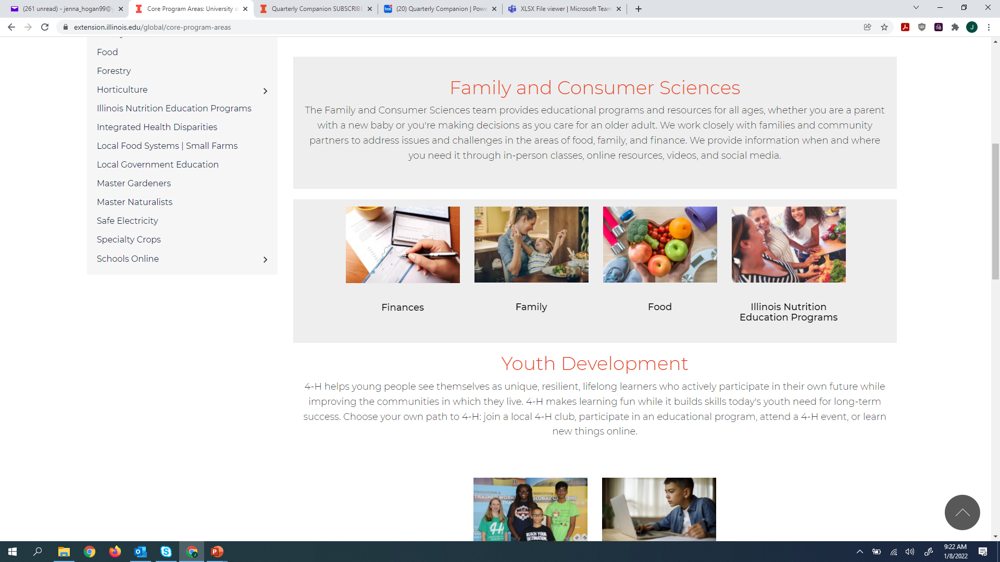 (261 unread) - jenna_hogan99@y
Core Program Areas: University o
Quarterly Companion SUBSCRIBE
(20) Quarterly Companion | Powe
XLSX File viewer | Microsoft Team
extension.illinois.edu/global/core-program-areas
J
Food
Forestry
Horticulture
Illinois Nutrition Education Programs
Integrated Health Disparities
Local Food Systems | Small Farms
Local Government Education
Master Gardeners
Master Naturalists
Safe Electricity
Specialty Crops
Schools Online
Family and Consumer Sciences
The Family and Consumer Sciences team provides educational programs and resources for all ages, whether you are a parent
with a new baby or you're making decisions as you care for an older adult. We work closely with families and community
partners to address issues and challenges in the areas of food, family, and finance. We provide information when and where
you need it through in-person classes, online resources, videos, and social media.
Finances
Family
Food
Illinois Nutrition
Education Programs
Youth Development
4-H helps young people see themselves as unique, resilient, lifelong learners who actively participate in their own future while
improving the communities in which they live. 4-H makes learning fun while it builds skills today's youth need for long-term
success. Choose your own path to 4-H: join a local 4-H club, participate in an educational program, attend a 4-H event, or learn
new things online.
PRODUCING A
TRAINED WORK
THAT
PRODUCING
GLOBAL CITIZENS
4-H
REACH YOUR
DESTINATION.
9:22 AM
1/8/2022